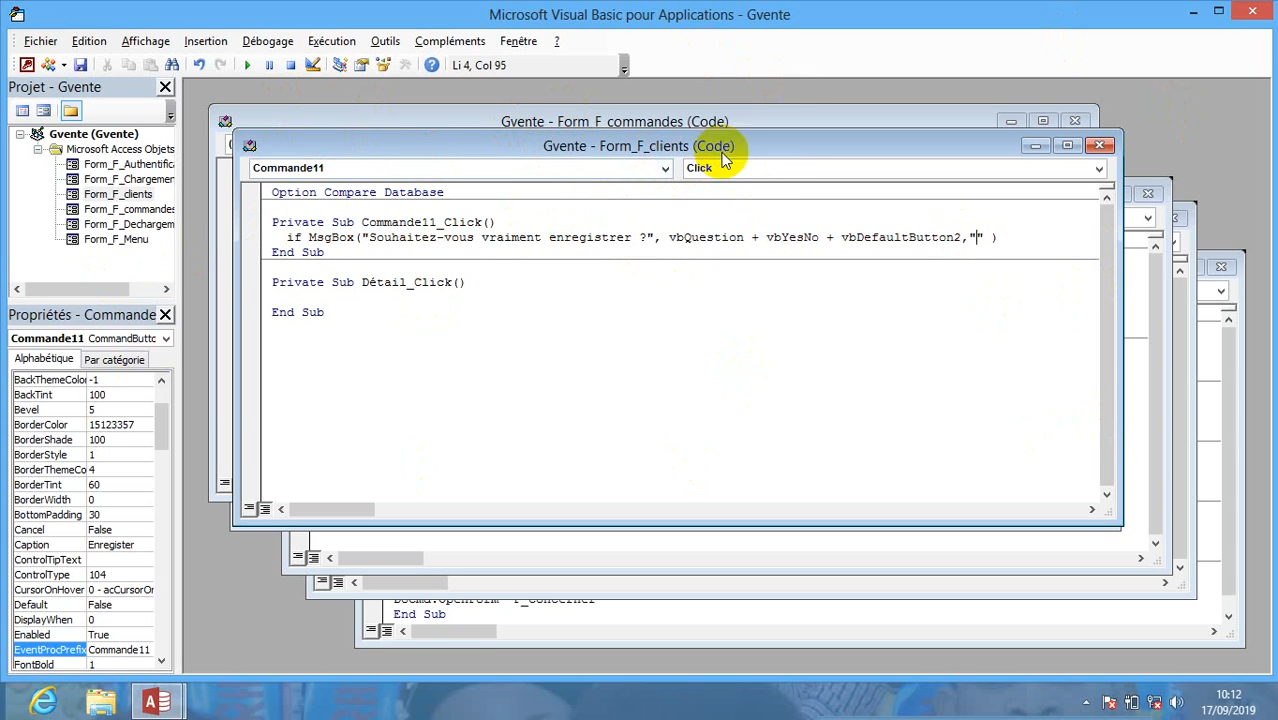 Microsoft Visual Basic pour Applications - Gvente
Fichier Edition Affichage Insertion Débogage Exécution Outils Compléments Fenêtre ?
Li 4, Col 95
Projet - Gvente
Gvente (Gvente)
Microsoft Access Objets
Form_F_Authentifica
Form_F_Chargemen
Form_F_clients
Form_F_commandes
Form_F_Dechargem
Form_F_Menu
Propriétés - Commande
Commande11 CommandButto
Alphabétique Par catégorie
BackThemeColo -1
BackTint 100
Bevel 5
BorderColor 15123357
BorderShade 100
BorderStyle 1
BorderThemeCo 4
BorderTint 60
BorderWidth 0
BottomPadding 30
Cancel False
Caption Enregister
ControlTipText
ControlType 104
CursorOnHover 0 - acCursorOn
Default False
DisplayWhen 0
Enabled True
EventProcPrefix Commande11
FontBold 1
Gvente - Form_F_commandes (Code)
Gvente - Form_F_clients (Code)
Commande11 Click
Option Compare Database
Private Sub Commande11_Click()
if MsgBox("Souhaitez-vous vraiment enregistrer ?", vbQuestion + vbYesNo + vbDefaultButton2,"" )
End Sub
Private Sub Détail_Click()
End Sub
End Sub
10:12
17/09/2019